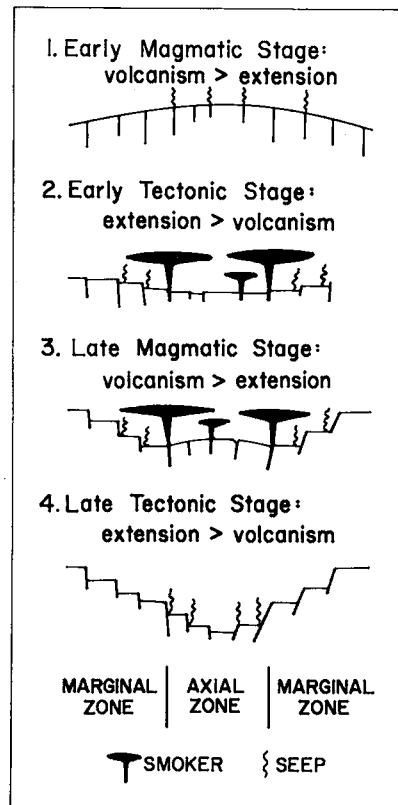 1. Early Magmatic Stage:
volcanism > extension
2. Early Tectonic Stage:
extension > volcanism
3. Late Magmatic Stage:
volcanism > extension
4. Late Tectonic Stage:
extension > volcanism
MARGINAL ZONE
AXIAL ZONE
MARGINAL ZONE
SMOKER
SEEP